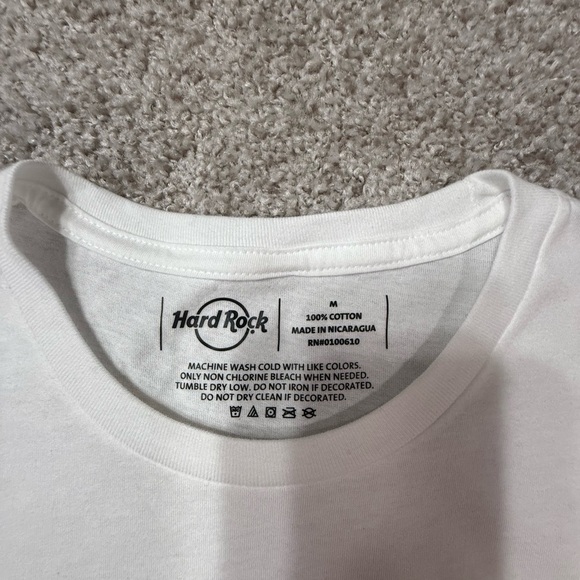 Hard Rock
M
100% COTTON
MADE IN NICARAGUA
RN#0100610
MACHINE WASH COLD WITH LIKE COLORS.
ONLY NON CHLORINE BLEACH WHEN NEEDED.
TUMBLE DRY LOW. DO NOT IRON IF DECORATED.
DO NOT DRY CLEAN IF DECORATED.